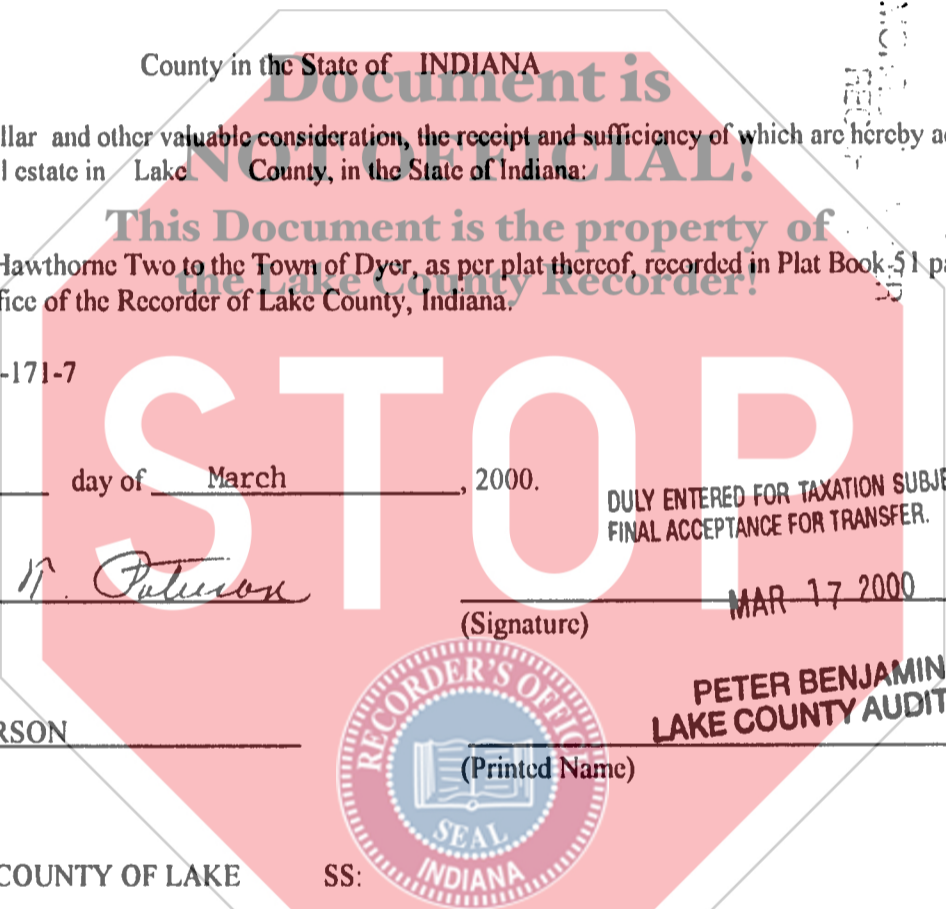 County in the State of INDIANA
Document is
llar and other valuable consideration, the receipt and sufficiency of which are hereby ac
NOT OFFICIAL!
l estate in Lake County, in the State of Indiana:
This Document is the property of
Hawthorne Two to the Town of Dyer, as per plat thereof, recorded in Plat Book 51 pa
the Lake County Recorder!
fice of the Recorder of Lake County, Indiana.
-171-7
STOP
day of March , 2000.
DULY ENTERED FOR TAXATION SUBJE
FINAL ACCEPTANCE FOR TRANSFER.
MAR 17 2000
(Signature)
PETER BENJAMIN
LAKE COUNTY AUDIT
RSON
(Printed Name)
RECORDER'S OFFICE
SEAL
INDIANA
COUNTY OF LAKE SS: